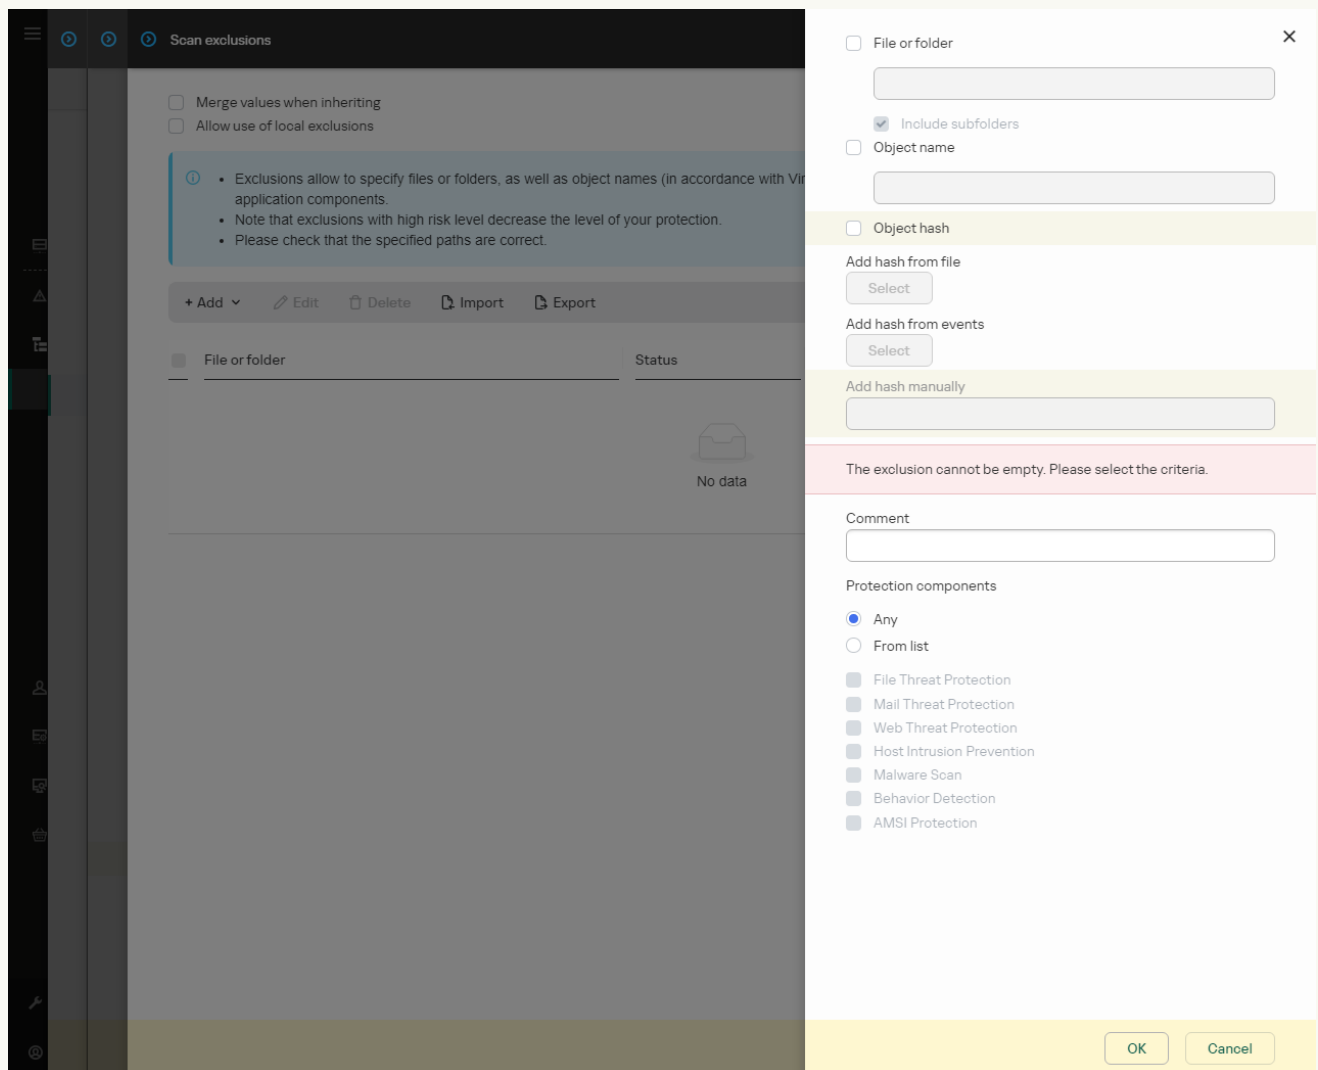 Scan exclusions
Merge values when inheriting
Allow use of local exclusions
• Exclusions allow to specify files or folders, as well as object names (in accordance with Vir
application components.
• Note that exclusions with high risk level decrease the level of your protection.
• Please check that the specified paths are correct.
+ Add Edit Delete Import Export
File or folder Status
No data
File or folder
Include subfolders
Object name
Object hash
Add hash from file
Select
Add hash from events
Select
Add hash manually
The exclusion cannot be empty. Please select the criteria.
Comment
Protection components
Any
From list
File Threat Protection
Mail Threat Protection
Web Threat Protection
Host Intrusion Prevention
Malware Scan
Behavior Detection
AMSI Protection
OK Cancel